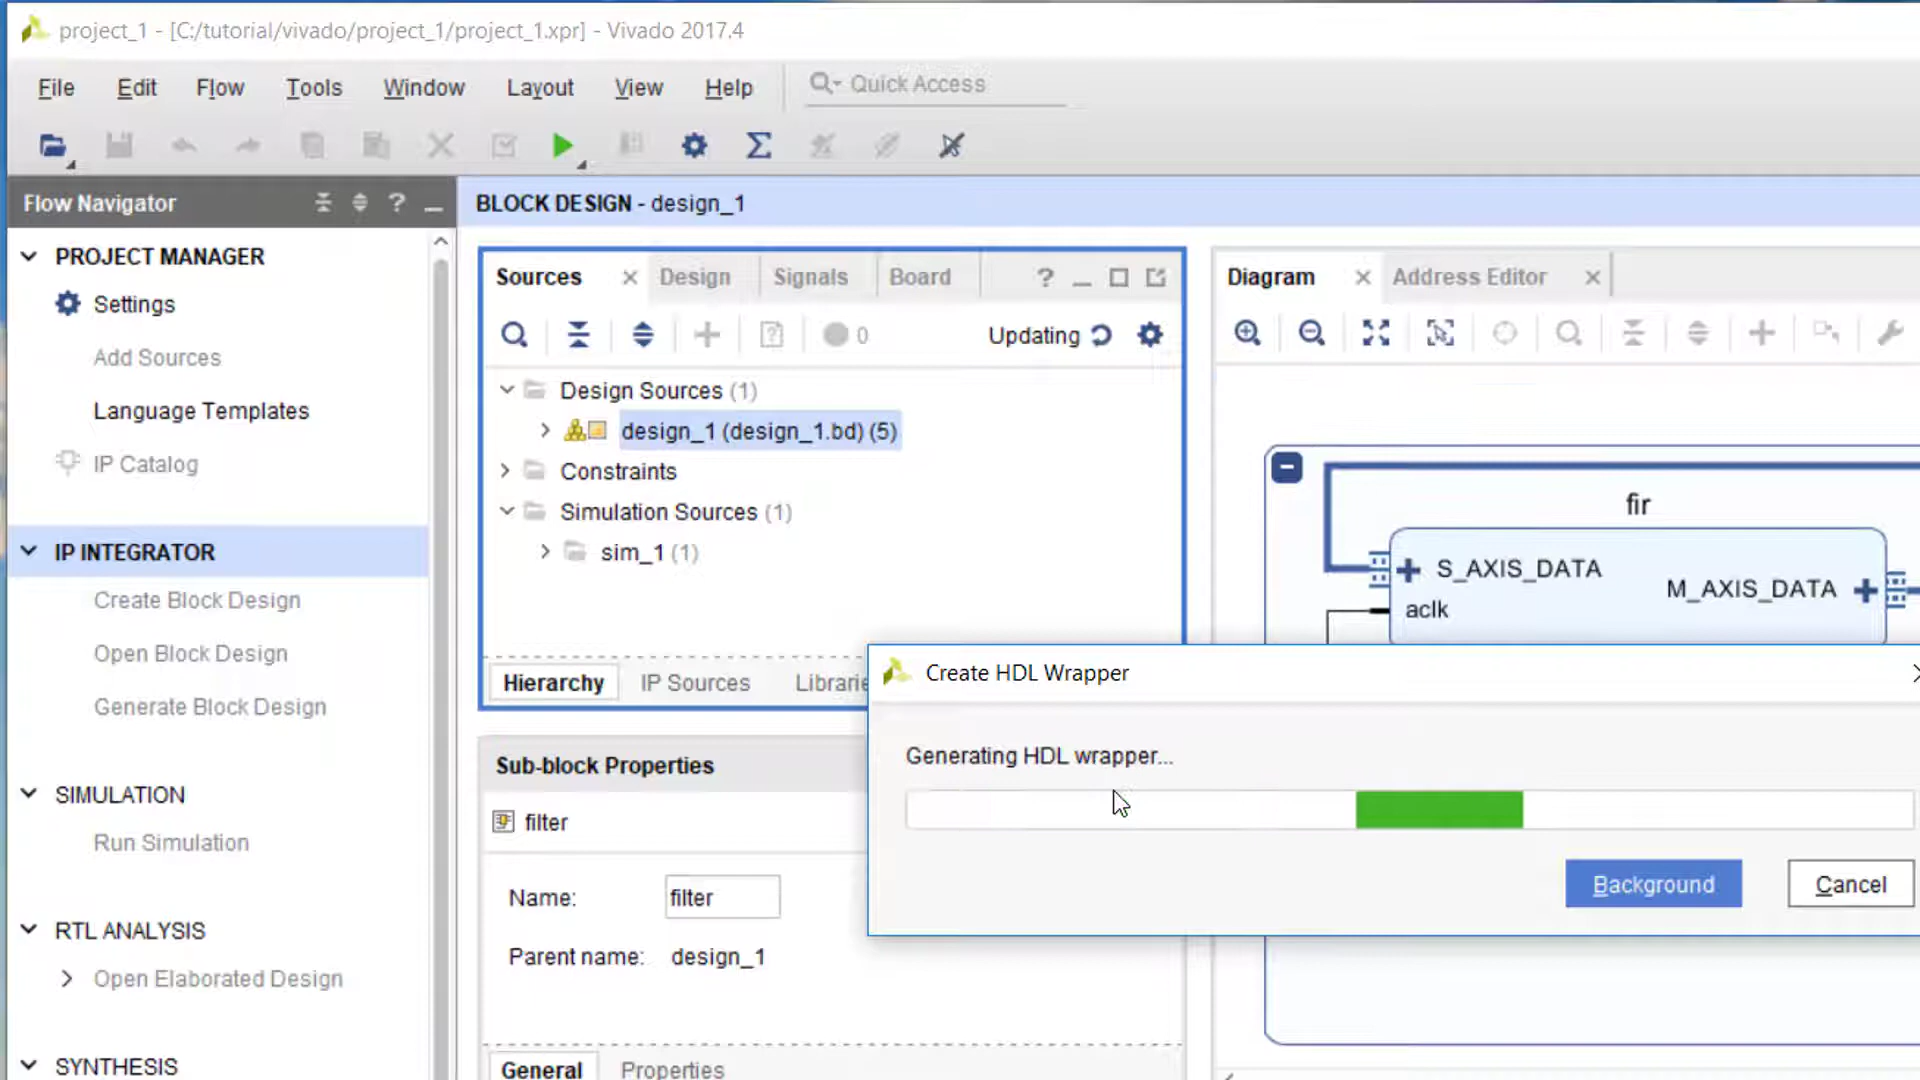 project_1 - [C:/tutorial/vivado/project_1/project_1.xpr] - Vivado 2017.4
File Edit Flow Tools Window Layout View Help Quick Access
Flow Navigator ?
BLOCK DESIGN - design_1
PROJECT MANAGER
Settings
Add Sources
Language Templates
IP Catalog
IP INTEGRATOR
Create Block Design
Open Block Design
Generate Block Design
SIMULATION
Run Simulation
RTL ANALYSIS
Open Elaborated Design
SYNTHESIS
Sources Design Signals Board ?
0 Updating
Design Sources (1)
design_1 (design_1.bd) (5)
Constraints
Simulation Sources (1)
sim_1 (1)
Hierarchy IP Sources
Sub-block Properties
filter
Name: filter
Parent name: design_1
General Properties
Diagram Address Editor
fir
S_AXIS_DATA
M_AXIS_DATA
aclk
Create HDL Wrapper
Generating HDL wrapper...
Background Cancel